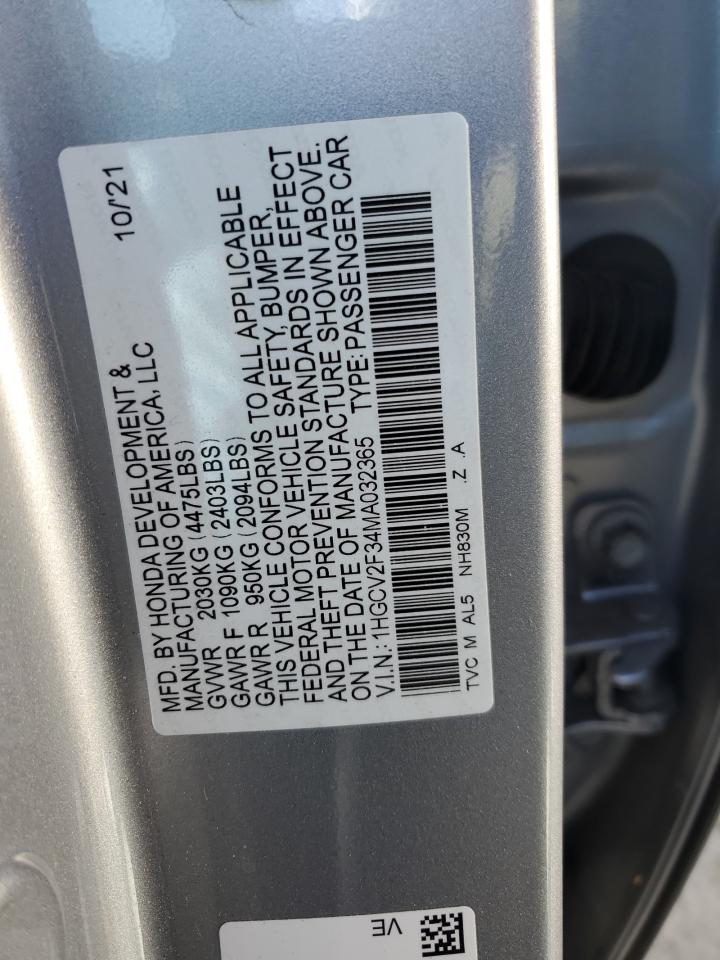 MFD. BY HONDA DEVELOPMENT & 10/'21
MANUFACTURING OF AMERICA, LLC
GVWR 2030KG (4475LBS)
GAWR F 1090KG (2403LBS)
GAWR R 950KG (2094LBS)
THIS VEHICLE CONFORMS TO ALL APPLICABLE
FEDERAL MOTOR VEHICLE SAFETY, BUMPER,
AND THEFT PREVENTION STANDARDS IN EFFECT
ON THE DATE OF MANUFACTURE SHOWN ABOVE.
V.I.N.: 1HGCV2F34MA032365 TYPE: PASSENGER CAR
TVC M AL5 NH830M .Z .A
VE